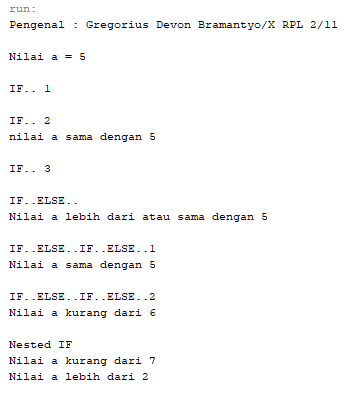 run:
Pengenal : Gregorius Devon Bramantyo/X RPL 2/11
Nilai a = 5
IF.. 1
IF.. 2
nilai a sama dengan 5
IF.. 3
IF..ELSE..
Nilai a lebih dari atau sama dengan 5
IF..ELSE..IF..ELSE..1
Nilai a sama dengan 5
IF..ELSE..IF..ELSE..2
Nilai a kurang dari 6
Nested IF
Nilai a kurang dari 7
Nilai a lebih dari 2